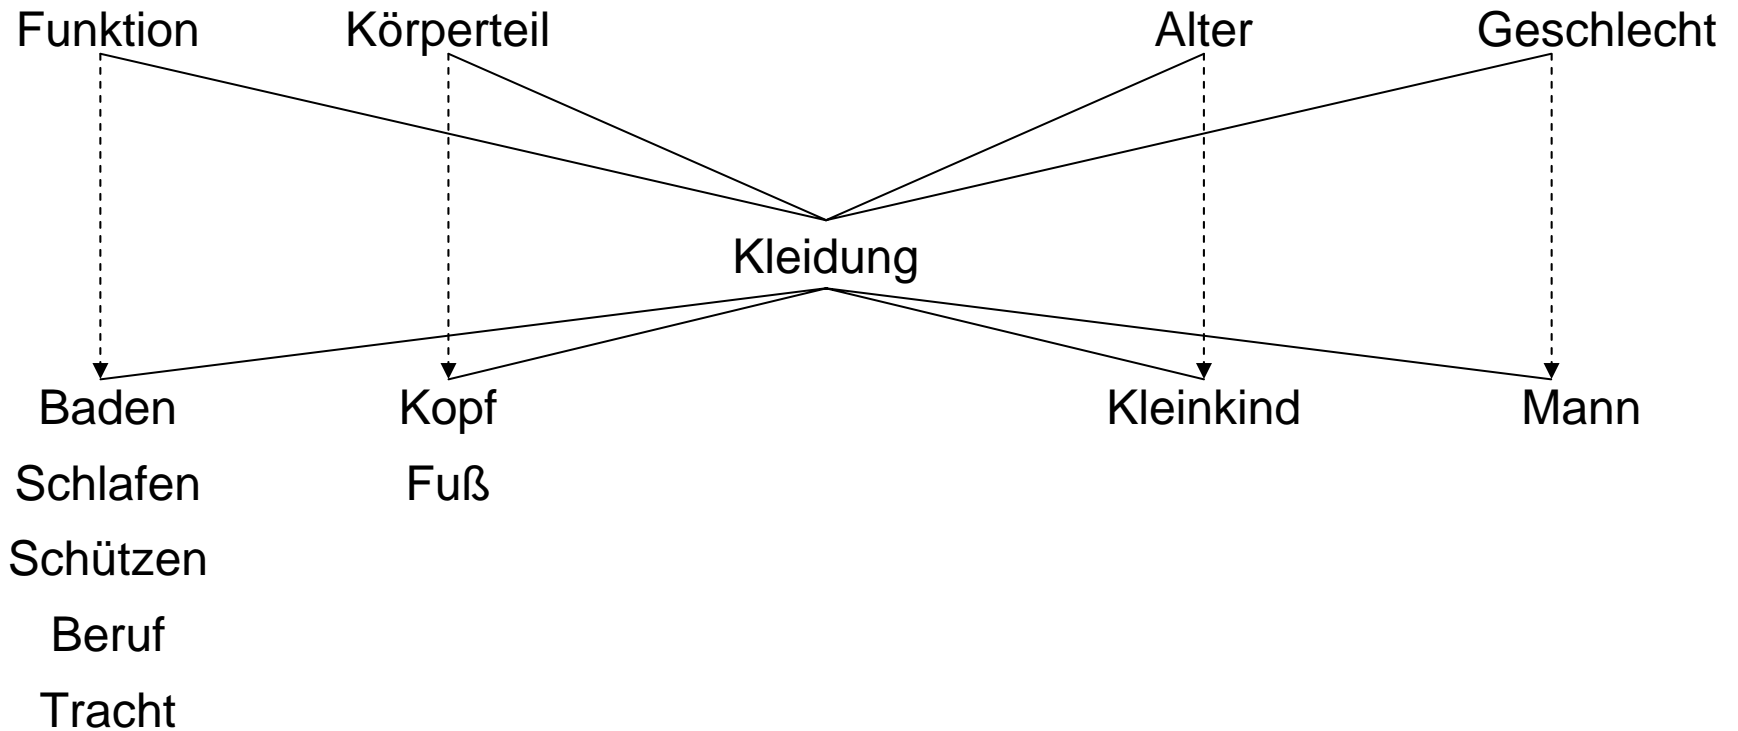 Funktion Körperteil Alter Geschlecht
Kleidung
Baden Kopf Kleinkind Mann
Schlafen Fuß
Schützen
Beruf
Tracht